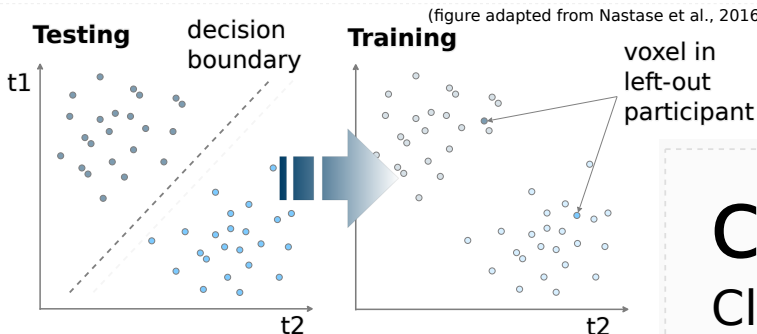 (figure adapted from Nastase et al., 2016
Testing
decision
boundary
Training
voxel in
left-out
participant
t1
t2
t2